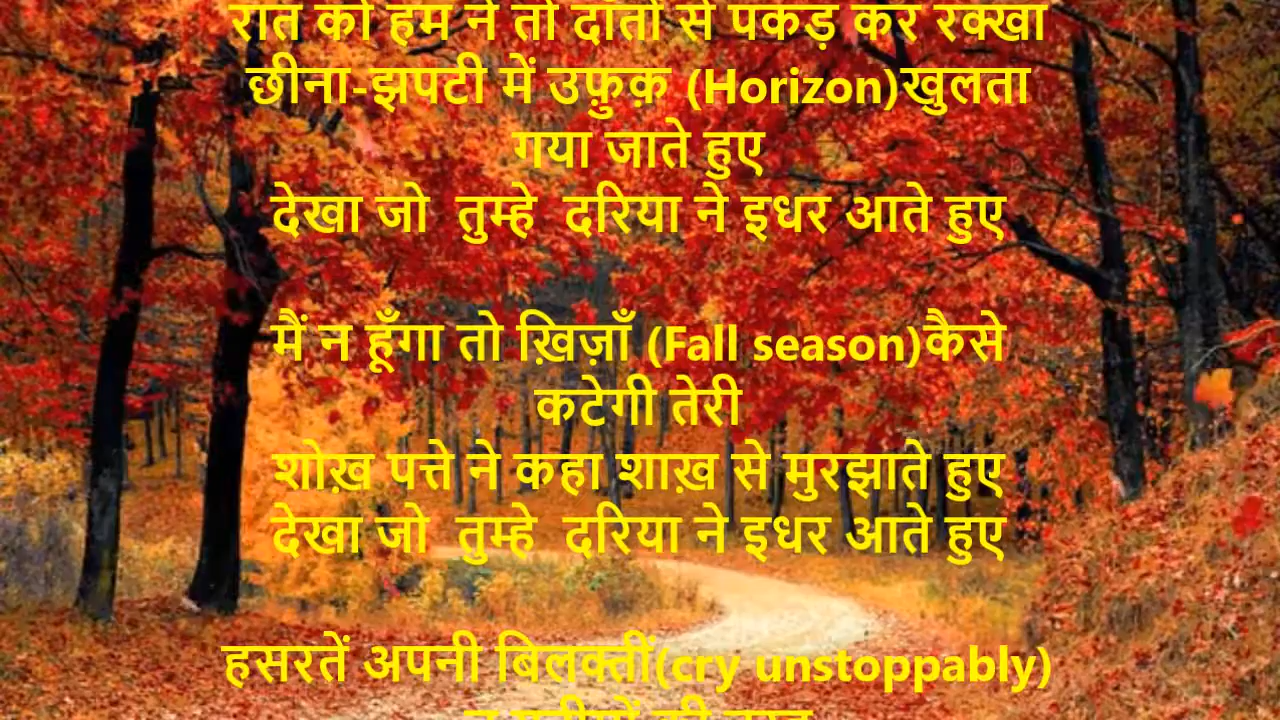 रात को हम ने तो दाँतों से पकड़ कर रक्खा
छीना-झपटी में उफ़ुक़ (Horizon)खुलता
गया जाते हुए
देखा जो  तुम्हे  दरिया ने इधर आते हुए
मैं न हूँगा तो ख़िज़ाँ (Fall season)कैसे
कटेगी तेरी
शोख़ पत्ते ने कहा शाख़ से मुरझाते हुए
देखा जो  तुम्हे  दरिया ने इधर आते हुए
हसरतें अपनी बिलक्तीं(cry unstoppably)